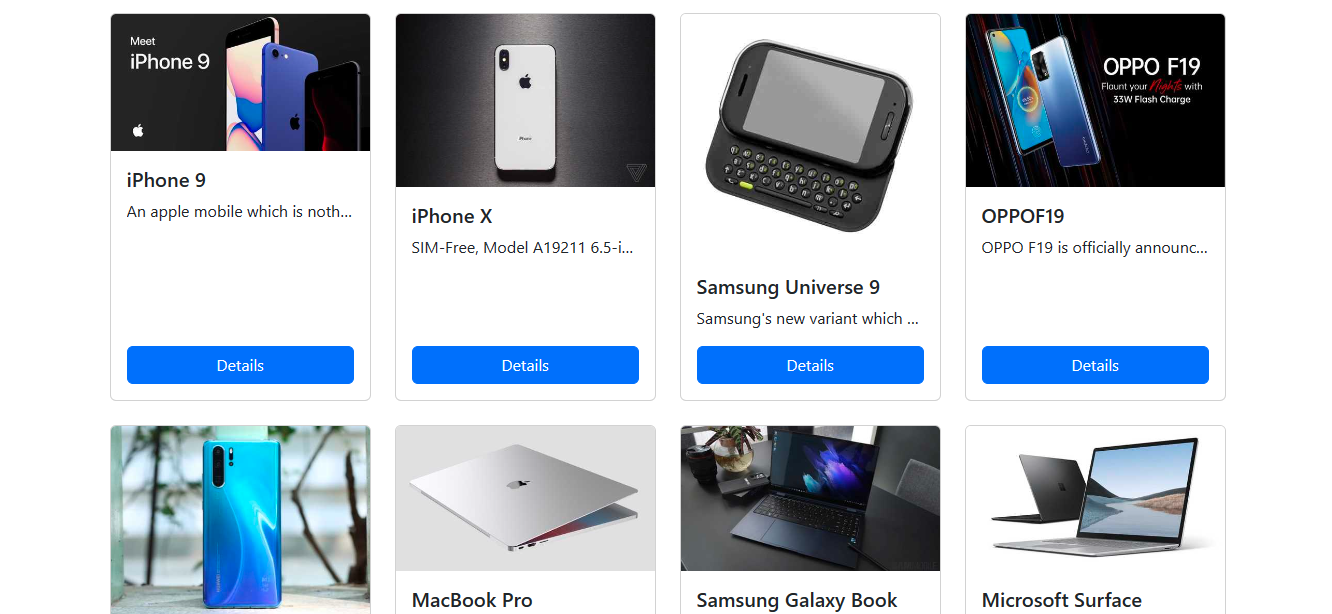 Meet
iPhone 9
OPPO F19
Flaunt your Nights with
33W Flash Charge
iPhone 9
An apple mobile which is noth...
iPhone X
SIM-Free, Model A19211 6.5-i...
Samsung Universe 9
Samsung's new variant which ...
OPPOF19
OPPO F19 is officially announc...
Details
Details
Details
Details
MacBook Pro
Samsung Galaxy Book
Microsoft Surface